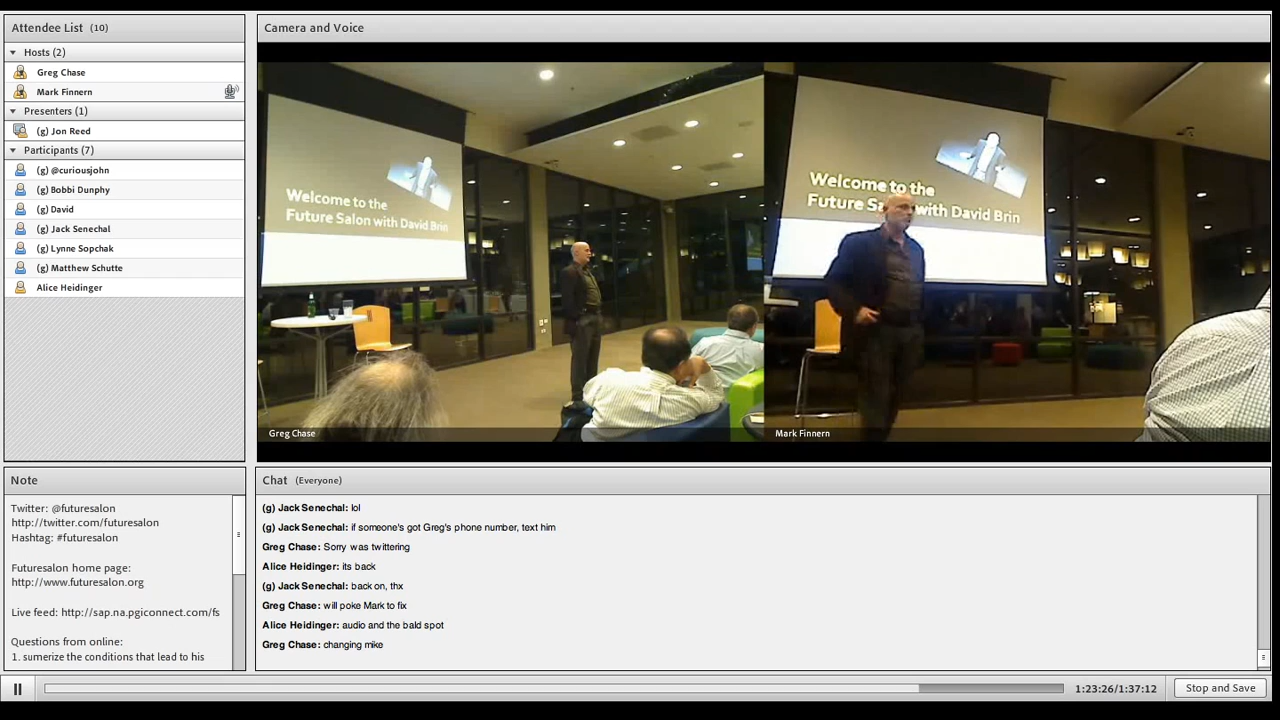 Attendee List (10)
Hosts (2)
Greg Chase
Mark Finnern
Presenters (1)
(g) Jon Reed
Participants (7)
(g) @curiousjohn
(g) Bobbi Dunphy
(g) David
(g) Jack Senechal
(g) Lynne Sopchak
(g) Matthew Schutte
Alice Heidinger
Camera and Voice
Welcome to the
Future Salon with David Brin
Greg Chase
Welcome to the
Future Sa with David Brin
Mark Finnern
Note
Twitter: @futuresalon
http://twitter.com/futuresalon
Hashtag: #futuresalon
Futuresalon home page:
http://www.futuresalon.org
Live feed: http://sap.na.pgiconnect.com/fs
Questions from online:
1. sumerize the conditions that lead to his
Chat (Everyone)
(g) Jack Senechal: lol
(g) Jack Senechal: if someone's got Greg's phone number, text him
Greg Chase: Sorry was twittering
Alice Heidinger: its back
(g) Jack Senechal: back on, thx
Greg Chase: will poke Mark to fix
Alice Heidinger: audio and the bald spot
Greg Chase: changing mike
1:23:26/1:37:12
Stop and Save